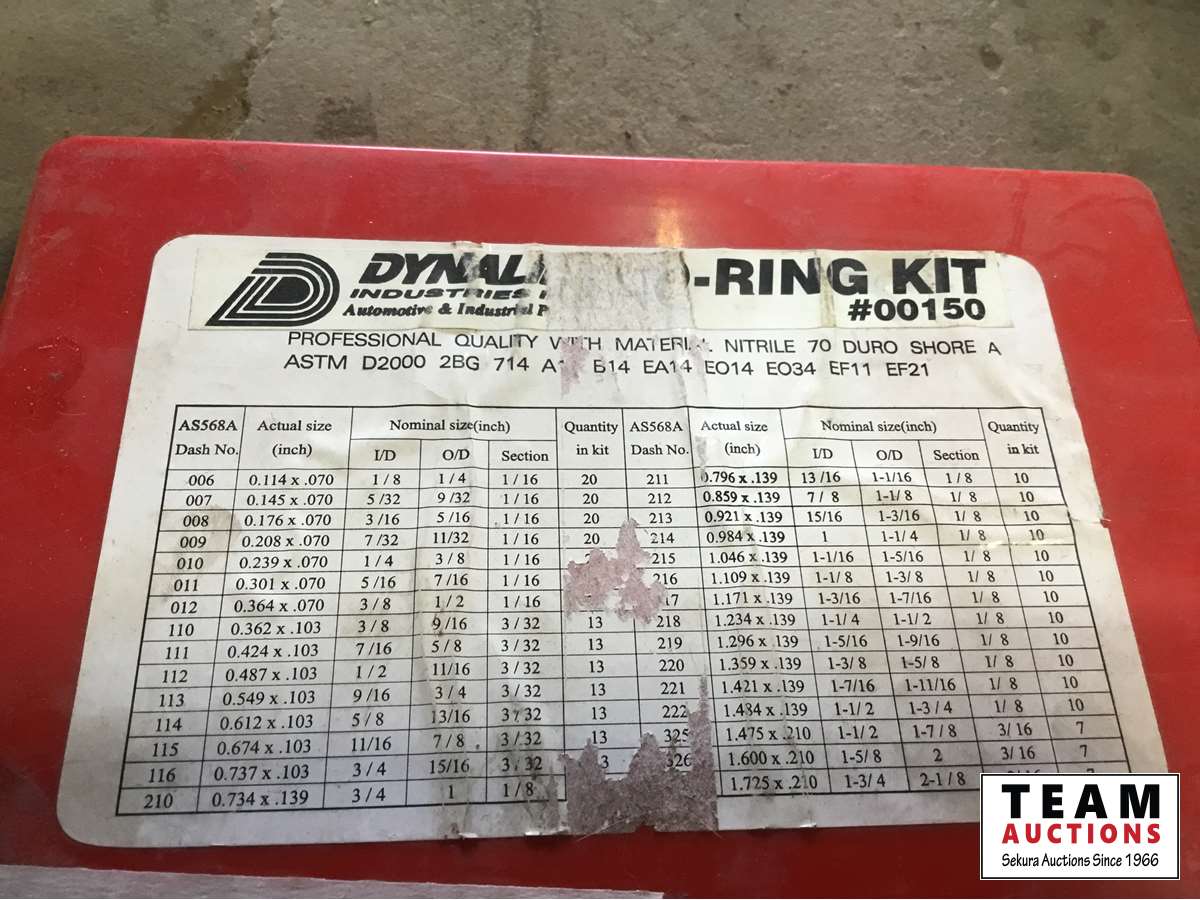 DYNAL -RING KIT
INDUSTRIES #00150
Automotive & Industrial P
PROFESSIONAL QUALITY WITH MATERIAL NITRILE 70 DURO SHORE A
ASTM D2000 2BG 714 B14 EA14 EO14 EO34 EF11 EF21
AS568A Actual size Nominal size(inch) Quantity AS568A Actual size Nominal size(inch) Quantity
Dash No. (inch) I/D O/D Section in kit Dash No. (inch) I/D O/D Section in kit
006 0.114 x .070 1/8 1/4 1/16 20 211 0.796 x .139 13/16 1-1/16 1/8 10
007 0.145 x .070 5/32 9/32 1/16 20 212 0.859 x .139 7/8 1-1/8 1/8 10
008 0.176 x .070 3/16 5/16 1/16 20 213 0.921 x .139 15/16 1-3/16 1/8 10
009 0.208 x .070 7/32 11/32 1/16 20 214 0.984 x .139 1 1-1/4 1/8 10
010 0.239 x .070 1/4 3/8 1/16 215 1.046 x .139 1-1/16 1-5/16 1/8 10
011 0.301 x .070 5/16 7/16 1/16 216 1.109 x .139 1-1/8 1-3/8 1/8 10
012 0.364 x .070 3/8 1/2 1/16 17 1.171 x .139 1-3/16 1-7/16 1/8 10
110 0.362 x .103 3/8 9/16 3/32 13 218 1.234 x .139 1-1/4 1-1/2 1/8 10
111 0.424 x .103 7/16 5/8 3/32 13 219 1.296 x .139 1-5/16 1-9/16 1/8 10
112 0.487 x .103 1/2 11/16 3/32 13 220 1.359 x .139 1-3/8 1-5/8 1/8 10
113 0.549 x .103 9/16 3/4 3/32 13 221 1.421 x .139 1-7/16 1-11/16 1/8 10
114 0.612 x .103 5/8 13/16 3/32 13 222 1.484 x .139 1-1/2 1-3/4 1/8 10
115 0.674 x .103 11/16 7/8 3/32 13 325 1.475 x .210 1-1/2 1-7/8 3/16 7
116 0.737 x .103 3/4 15/16 3/32 3 326 1.600 x .210 1-5/8 2 3/16 7
210 0.734 x .139 3/4 1 1/8 1.725 x .210 1-3/4 2-1/8
TEAM
AUCTIONS
Sekura Auctions Since 1966